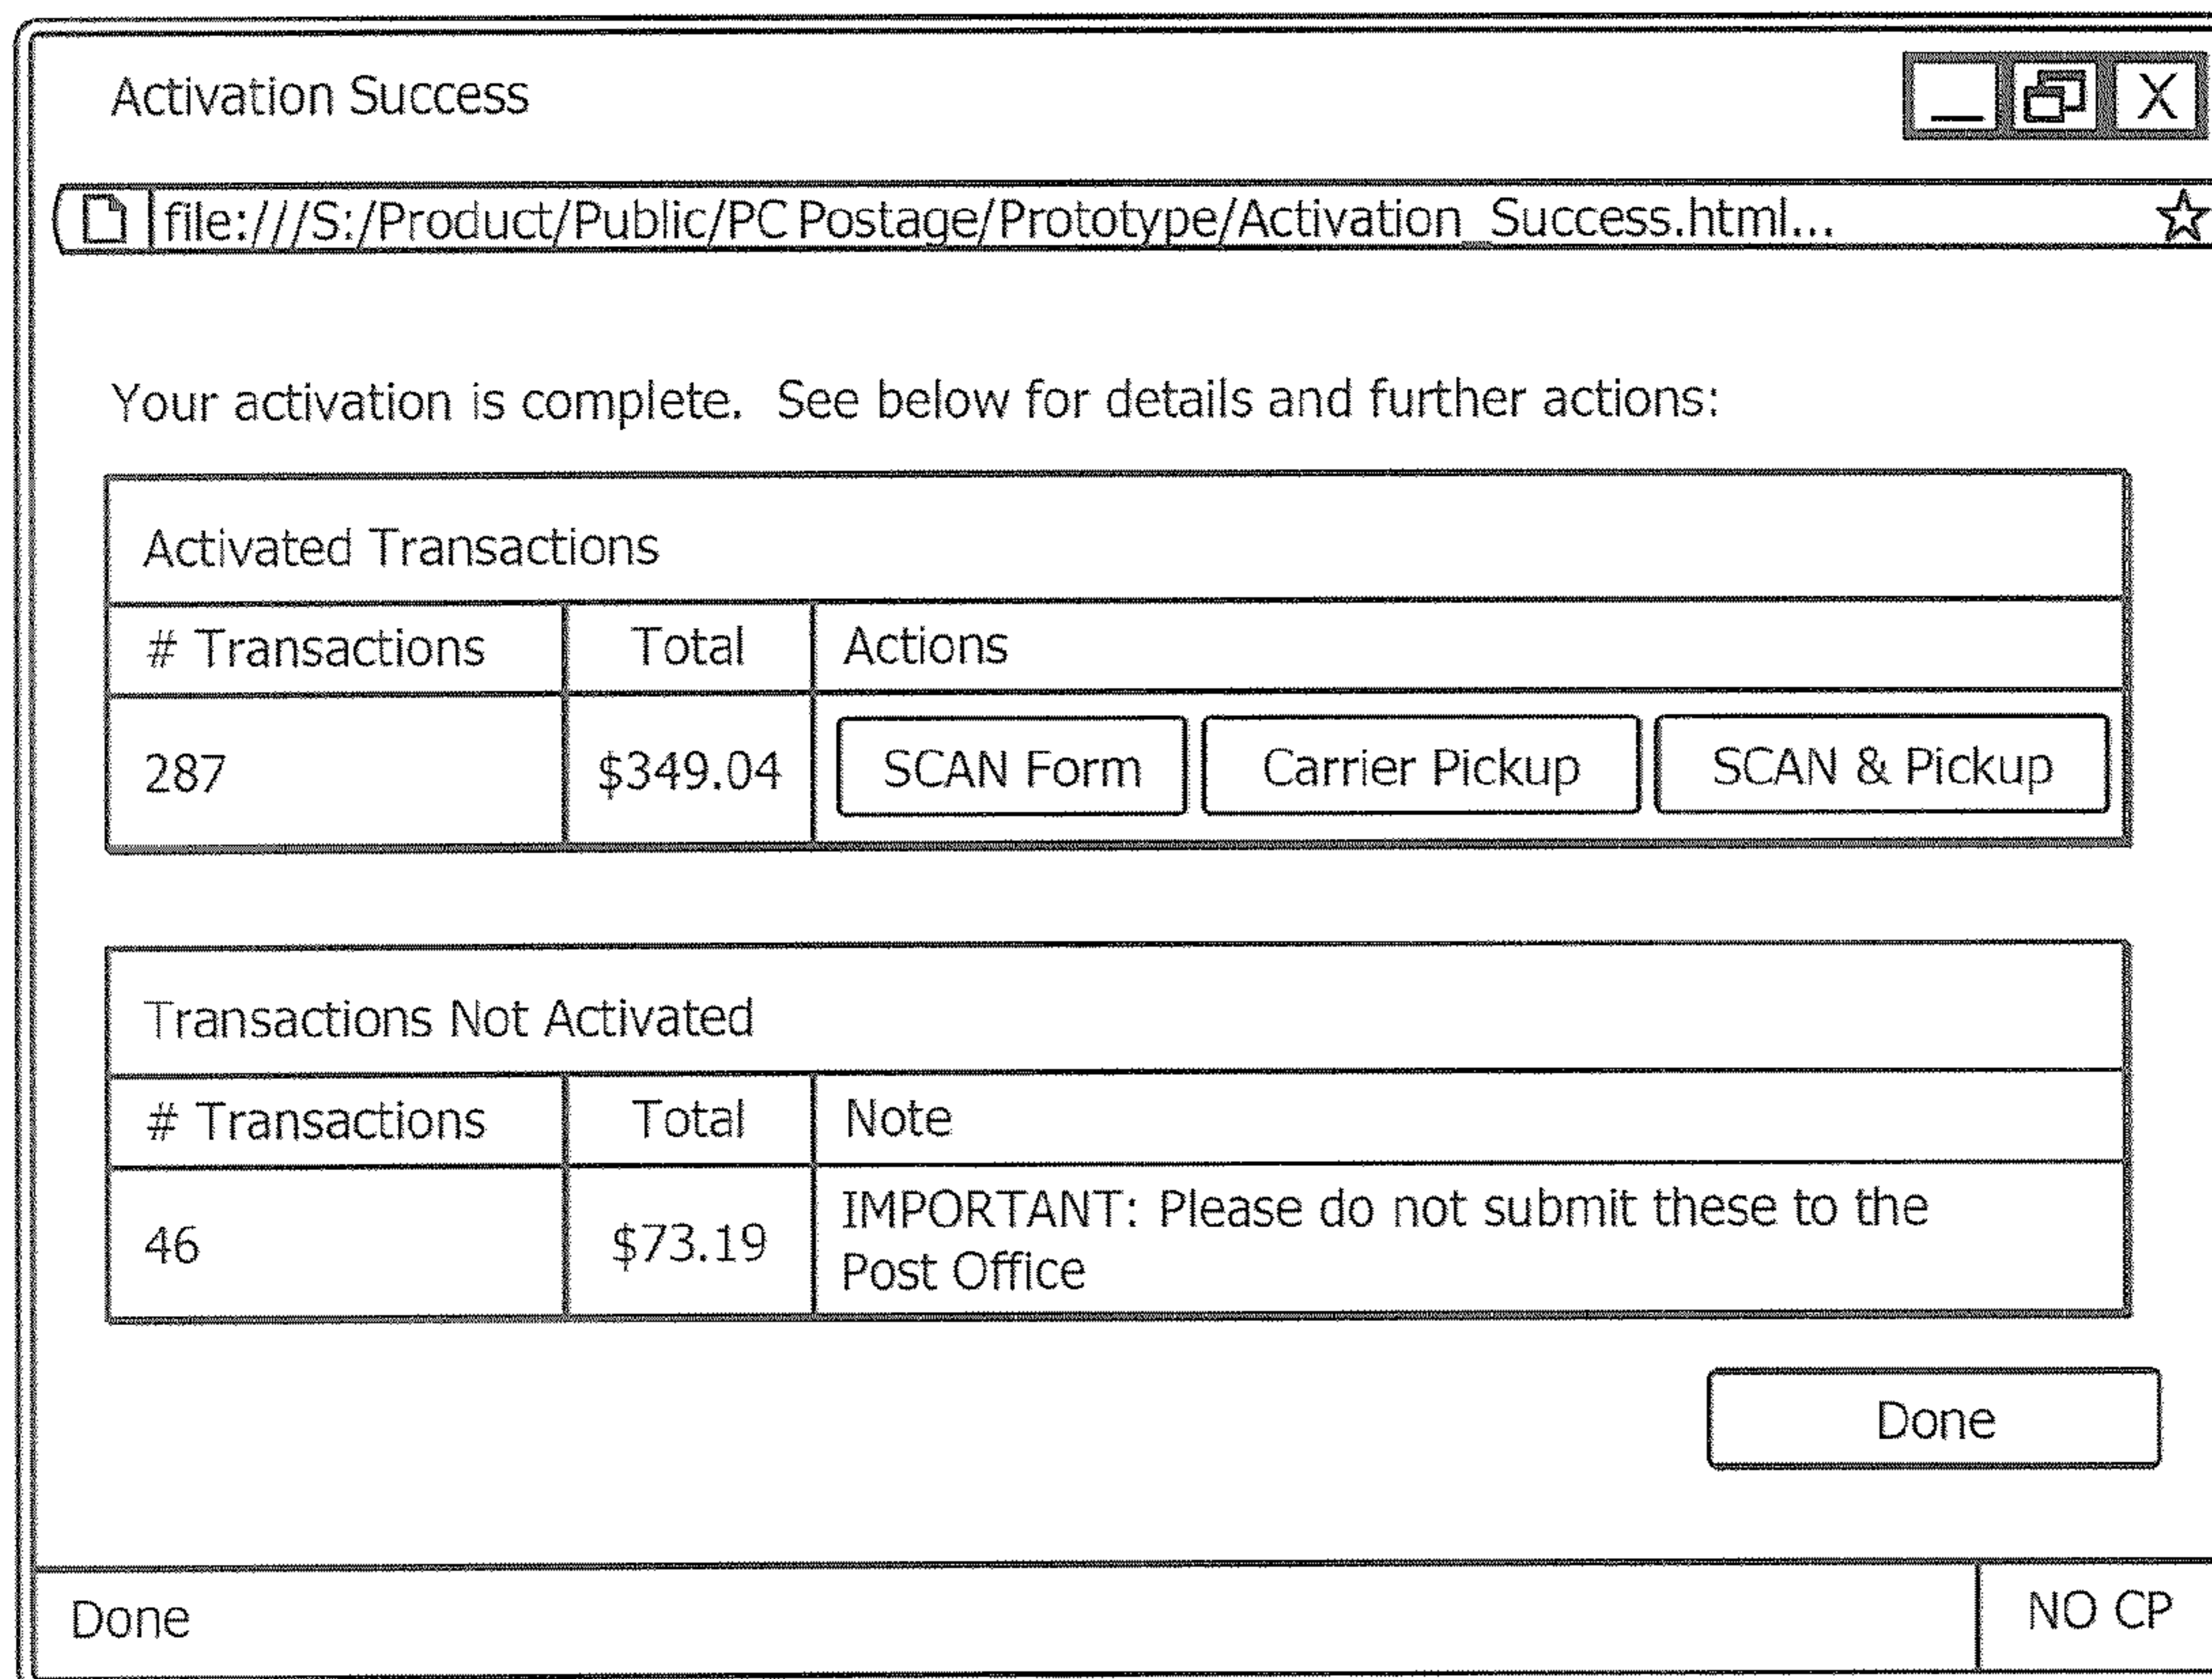 Activation Success
file:///S:/Product/Public/PC Postage/Prototype/Activation_Success.html...
Your activation is complete. See below for details and further actions:
Activated Transactions
# Transactions Total Actions
287 $349.04 SCAN Form Carrier Pickup SCAN & Pickup
Transactions Not Activated
# Transactions Total Note
46 $73.19 IMPORTANT: Please do not submit these to the
Post Office
Done
Done NO CP